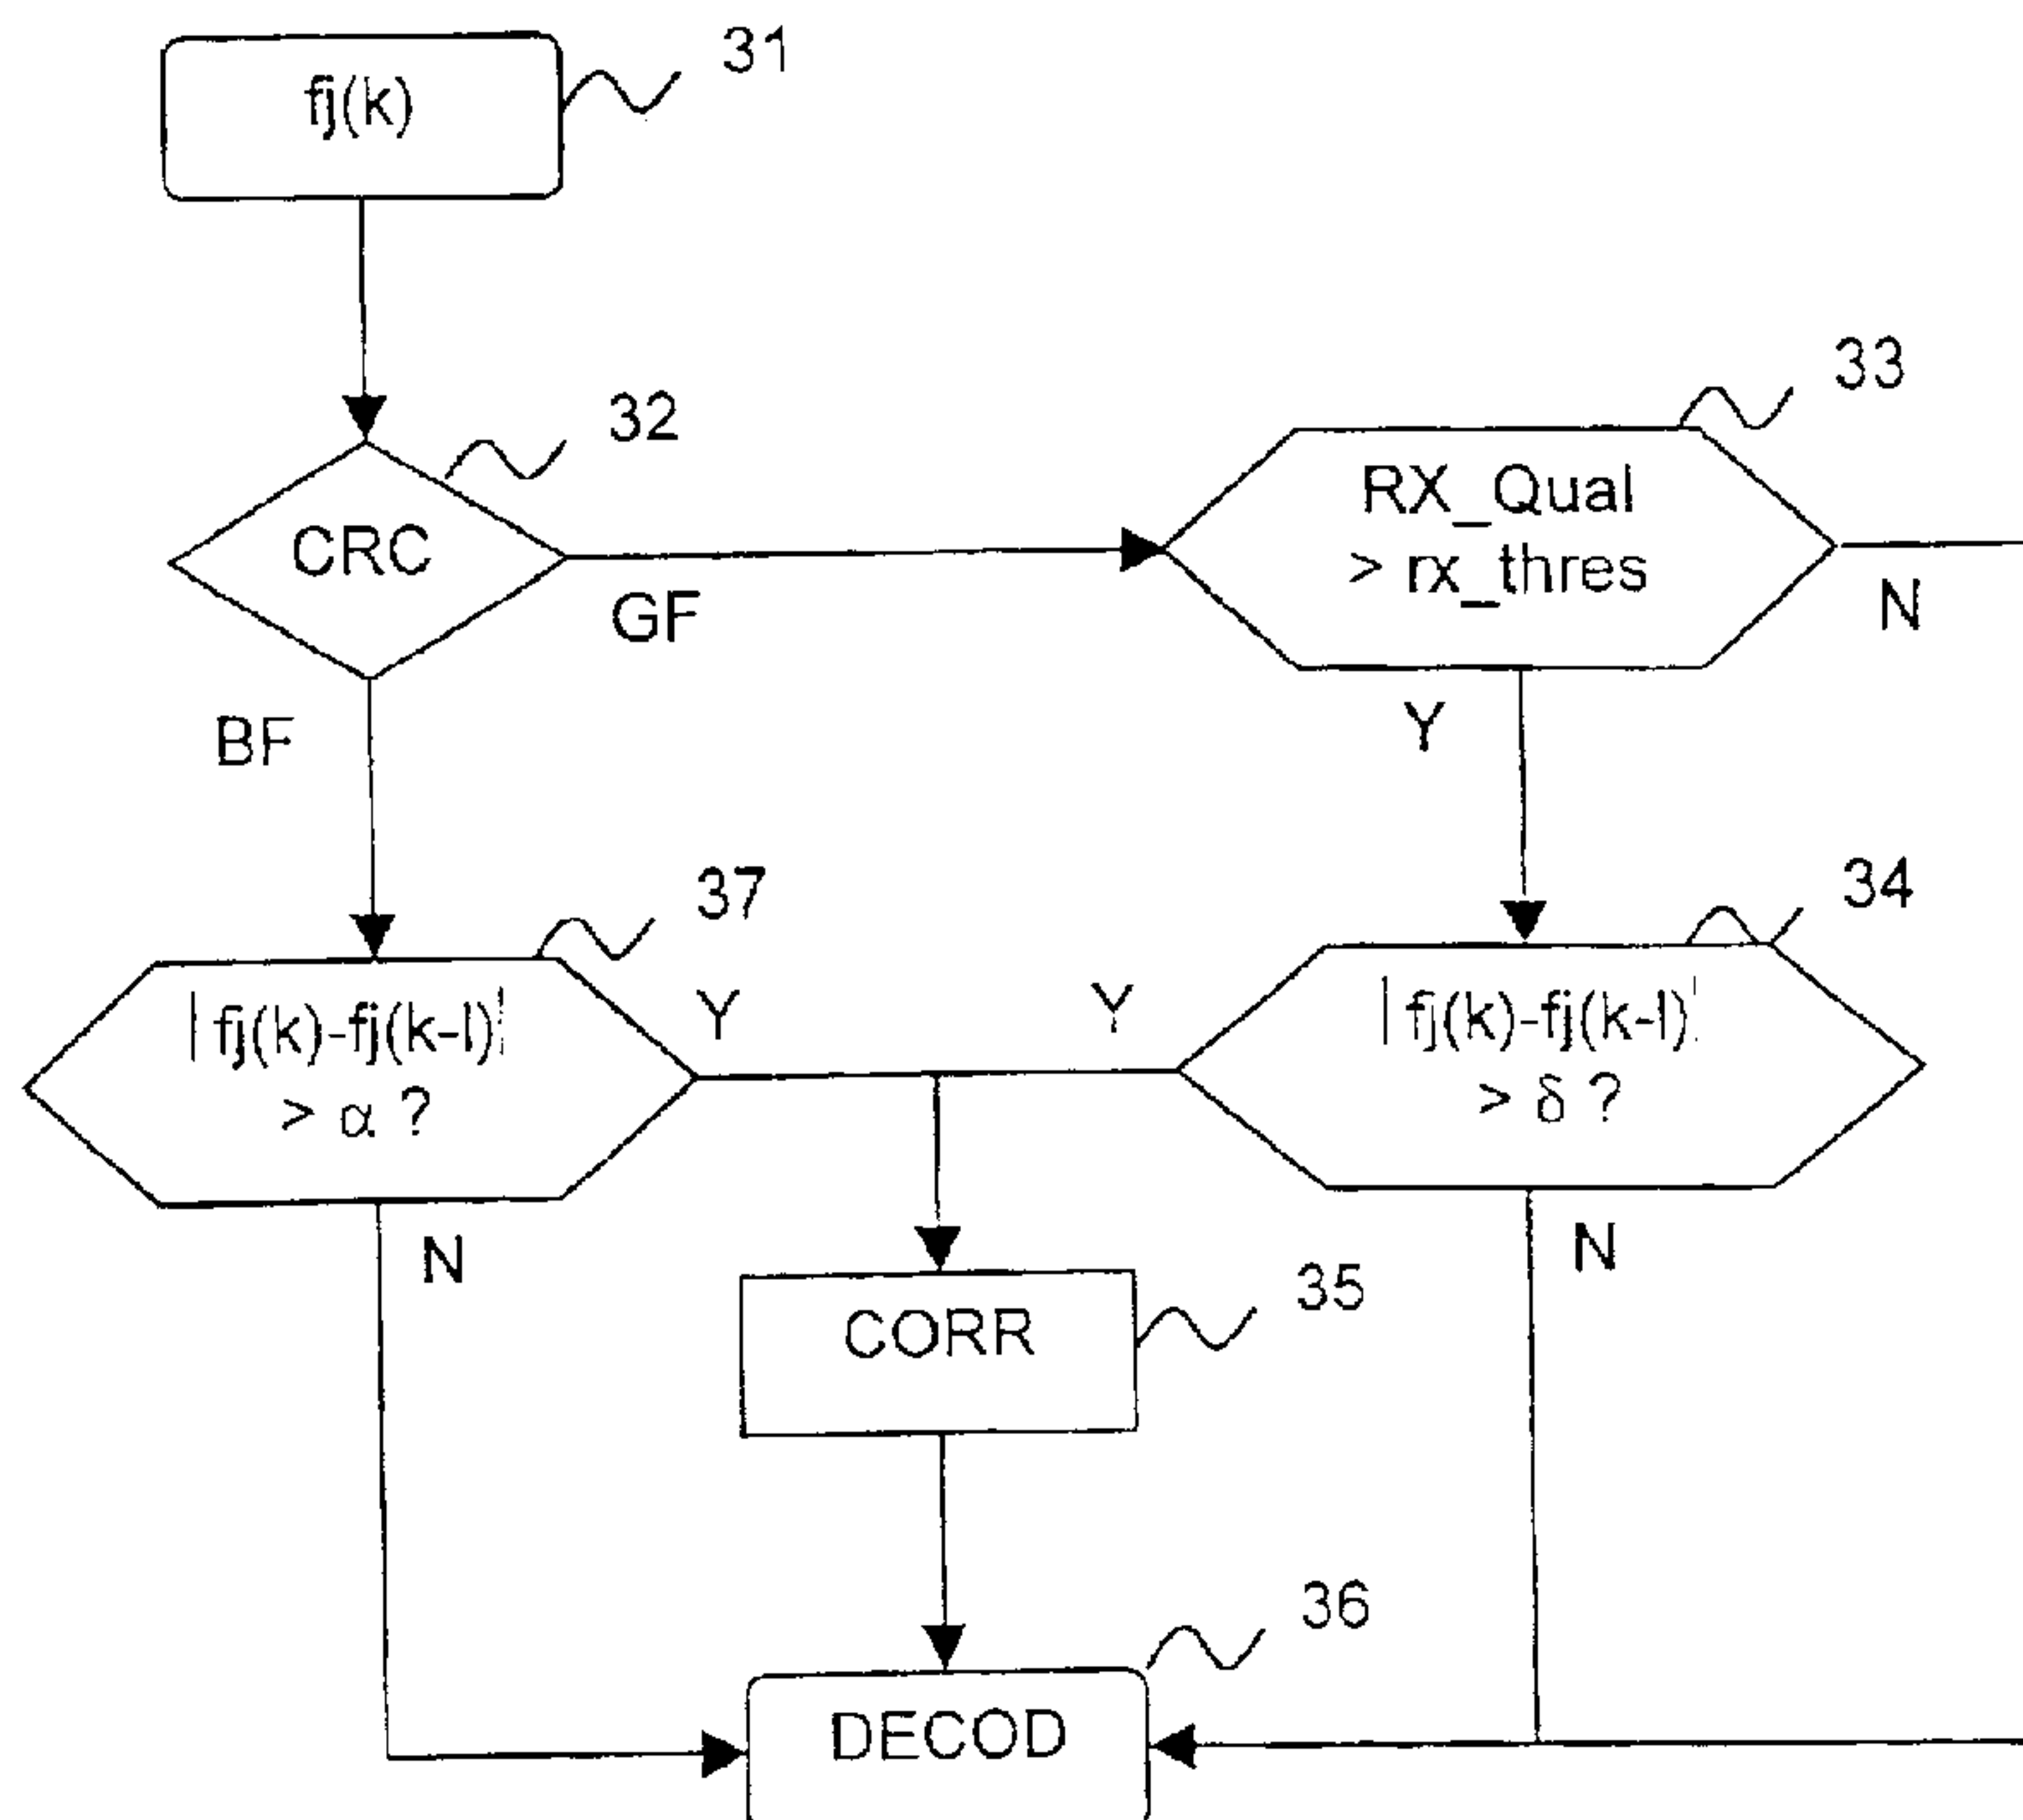 31
fj(k)
32
33
CRC
RX_Qual
> rx_thres
GF
N
BF
Y
37
34
| fj(k)-fj(k-l)|
> α ?
Y
Y
| fj(k)-fj(k-l)|
> δ ?
N
N
35
CORR
36
DECOD